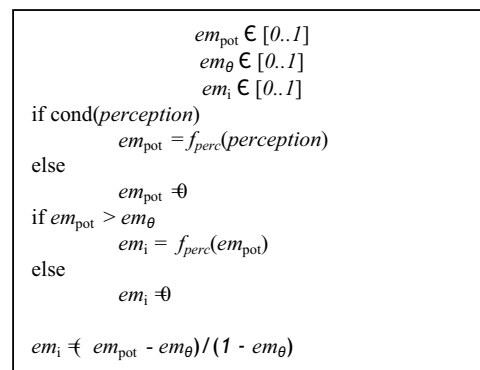 em_pot Є [0..1]
em_θ Є [0..1]
em_i Є [0..1]
if cond(perception)
em_pot = f_perc(perception)
else
em_pot =0
if em_pot > em_θ
em_i = f_perc(em_pot)
else
em_i =0
em_i =( em_pot - em_θ)/(1 - em_θ)